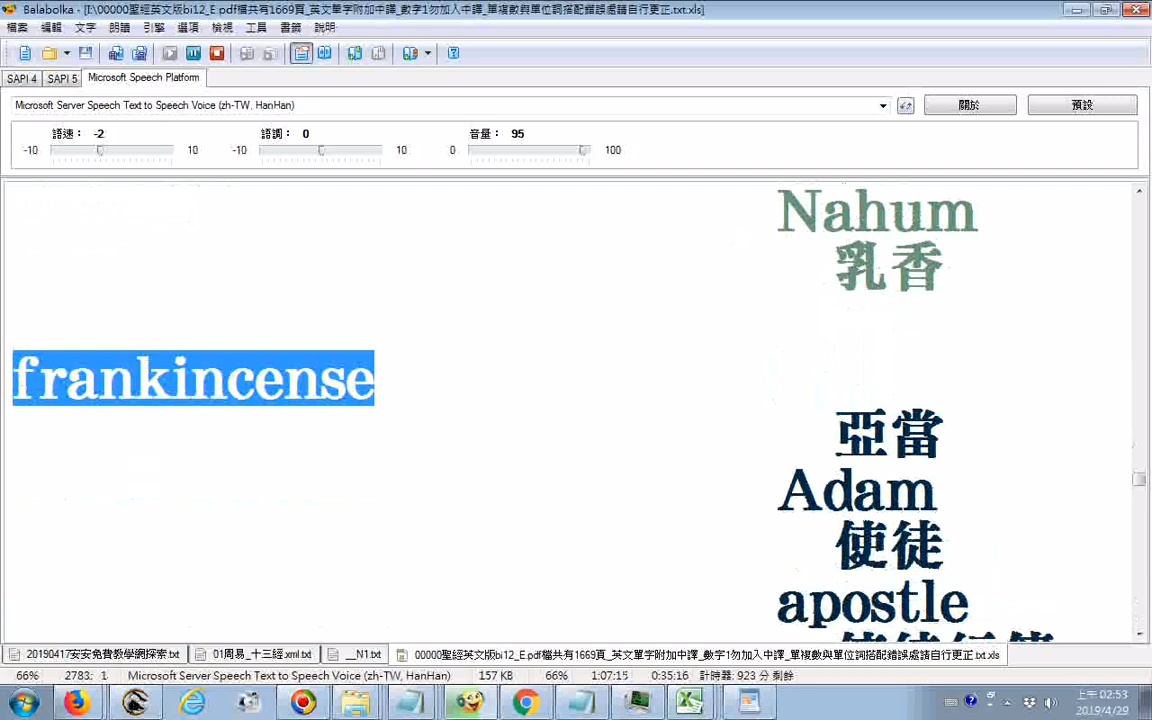 Balabolka - [I:\00000聖經英文版bi12_E.pdf檔共有1669頁_英文單字附加中譯_數字1勿加入中譯_單複數與單位詞搭配錯誤處請自行更正.txt.xls]
檔案 編輯 文字 朗讀 引擎 選項 檢視 工具 書籤 說明
SAPI 4 SAPI 5 Microsoft Speech Platform
Microsoft Server Speech Text to Speech Voice (zh-TW, HanHan) 關於 預設
語速： -2 語調： 0 音量： 95
-10 10 -10 10 0 100
Nahum
乳香
frankincense
亞當
Adam
使徒
apostle
20190417安安免費教學網探索.txt 01周易_十三經.xml.txt __N1.txt 00000聖經英文版bi12_E.pdf檔共有1669頁_英文單字附加中譯_數字1勿加入中譯_單複數與單位詞搭配錯誤處請自行更正.txt.xls
66% 2783; 1 Microsoft Server Speech Text to Speech Voice (zh-TW, HanHan) 157 KB 66% 1:07:15 0:35:16 計時器: 923 分 剩餘
上午 02:53
2019/4/29